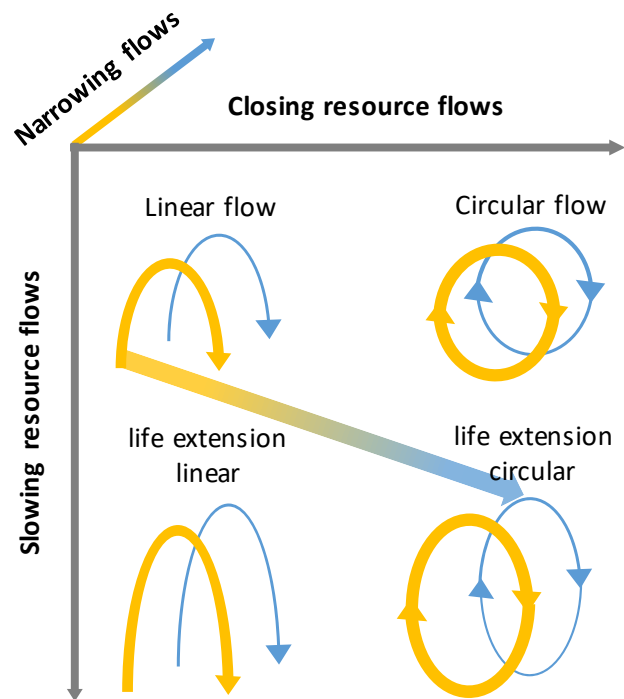 Narrowing flows
Closing resource flows
Slowing resource flows
Linear flow
Circular flow
life extension
linear
life extension
circular